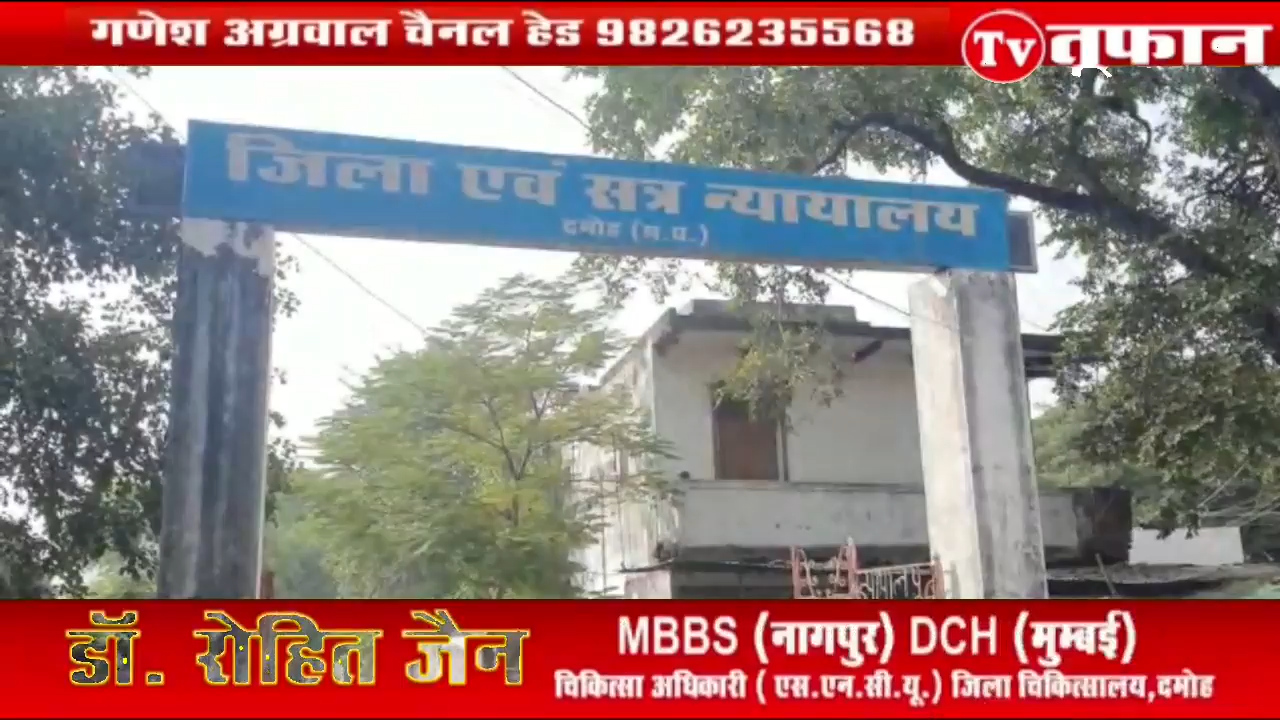 गणेश अग्रवाल चैनल हेड 9826235568
Tv तूफान
जिला एवं सत्र न्यायालय
दमोह (म.प्र.)
डॉ. रोहित जैन
MBBS (नागपुर) DCH (मुम्बई)
चिकित्सा अधिकारी ( एस.एन.सी.यू.) जिला चिकित्सालय,दमोह